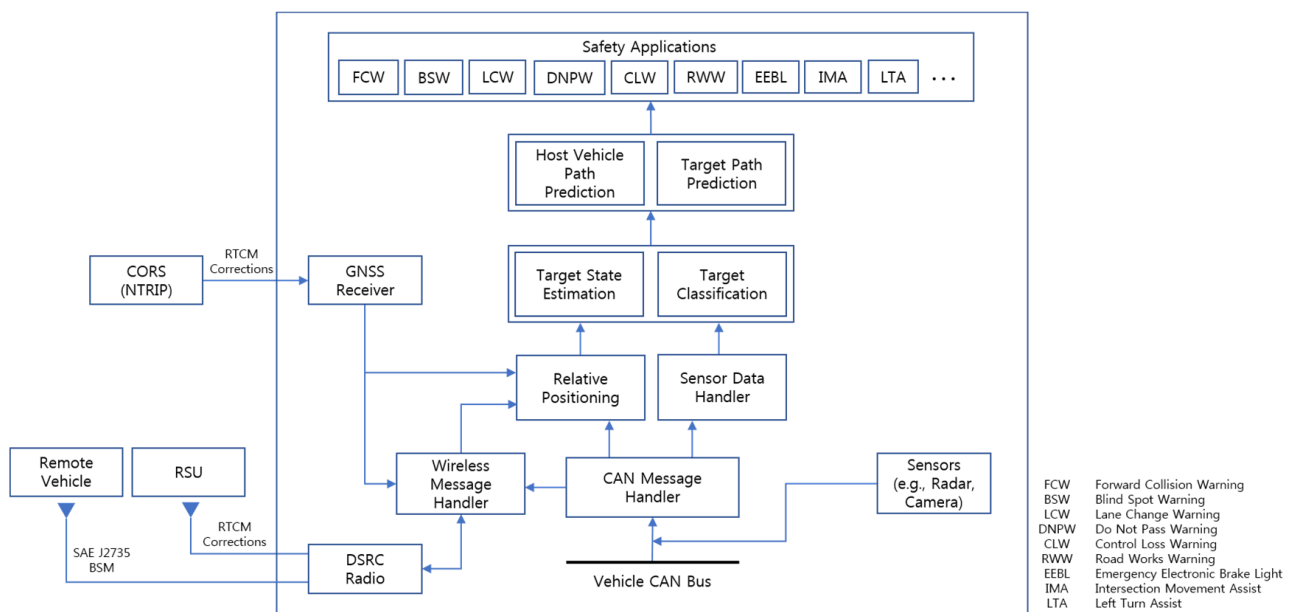 Safety Applications
FCW
BSW
LCW
DNPW
CLW
RWW
EEBL
IMA
LTA
...
Host Vehicle
Path
Prediction
Target Path
Prediction
CORS
(NTRIP)
RTCM
Corrections
GNSS
Receiver
Target State
Estimation
Target
Classification
Relative
Positioning
Sensor Data
Handler
Remote
Vehicle
RSU
Wireless
Message
Handler
CAN Message
Handler
Sensors
(e.g., Radar,
Camera)
RTCM
Corrections
SAE J2735
BSM
DSRC
Radio
Vehicle CAN Bus
FCW Forward Collision Warning
BSW Blind Spot Warning
LCW Lane Change Warning
DNPW Do Not Pass Warning
CLW Control Loss Warning
RWW Road Works Warning
EEBL Emergency Electronic Brake Light
IMA Intersection Movement Assist
LTA Left Turn Assist